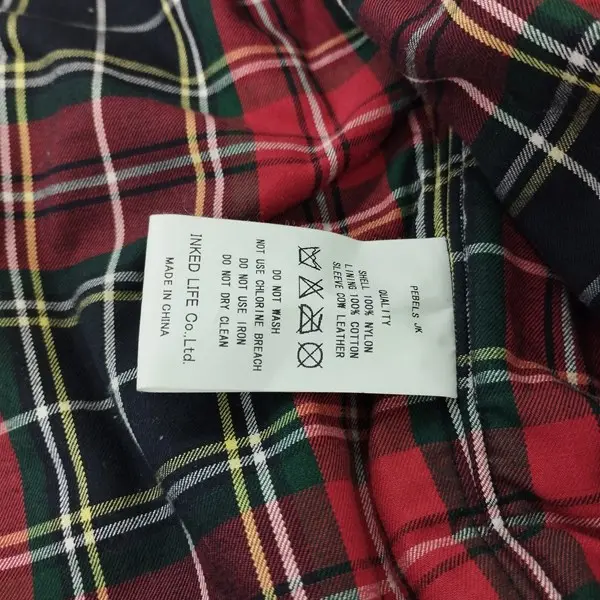 PEBELS JK
QUALITY
SHELL 100% NYLON
LINING 100% COTTON
SLEEVE COW LEATHER
DO NOT WASH
NOT USE CHLORINE BREACH
DO NOT USE IRON
DO NOT DRY CLEAN
INKED LIFE Co.,Ltd.
MADE IN CHINA